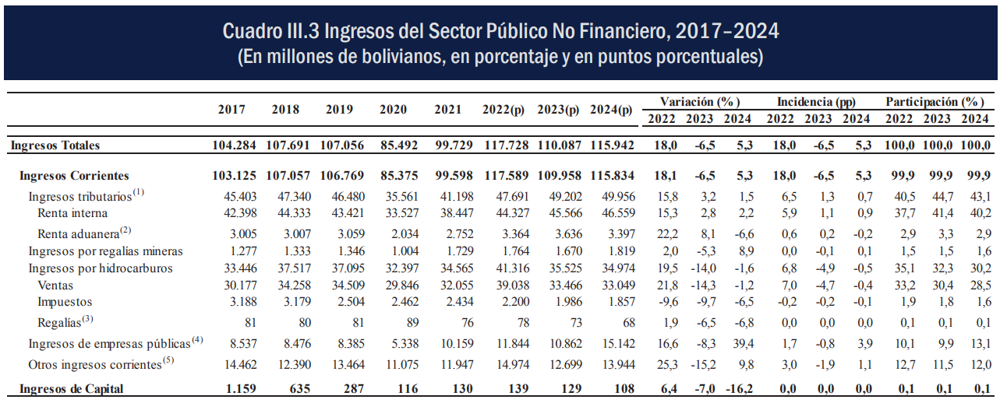 Cuadro III.3 Ingresos del Sector Público No Financiero, 2017–2024
(En millones de bolivianos, en porcentaje y en puntos porcentuales)
2017 2018 2019 2020 2021 2022(p) 2023(p) 2024(p) Variación (%) Incidencia (pp) Participación (%)
2022 2023 2024 2022 2023 2024 2022 2023 2024
Ingresos Totales 104.284 107.691 107.056 85.492 99.729 117.728 110.087 115.942 18,0 -6,5 5,3 18,0 -6,5 5,3 100,0 100,0 100,0
Ingresos Corrientes 103.125 107.057 106.769 85.375 99.598 117.589 109.958 115.834 18,1 -6,5 5,3 18,0 -6,5 5,3 99,9 99,9 99,9
Ingresos tributarios(1) 45.403 47.340 46.480 35.561 41.198 47.691 49.202 49.956 15,8 3,2 1,5 6,5 1,3 0,7 40,5 44,7 43,1
Renta interna 42.398 44.333 43.421 33.527 38.447 44.327 45.566 46.559 15,3 2,8 2,2 5,9 1,1 0,9 37,7 41,4 40,2
Renta aduanera(2) 3.005 3.007 3.059 2.034 2.752 3.364 3.636 3.397 22,2 8,1 -6,6 0,6 0,2 -0,2 2,9 3,3 2,9
Ingresos por regalías mineras 1.277 1.333 1.346 1.004 1.729 1.764 1.670 1.819 2,0 -5,3 8,9 0,0 -0,1 0,1 1,5 1,5 1,6
Ingresos por hidrocarburos 33.446 37.517 37.095 32.397 34.565 41.316 35.525 34.974 19,5 -14,0 -1,6 6,8 -4,9 -0,5 35,1 32,3 30,2
Ventas 30.177 34.258 34.509 29.846 32.055 39.038 33.466 33.049 21,8 -14,3 -1,2 7,0 -4,7 -0,4 33,2 30,4 28,5
Impuestos 3.188 3.179 2.504 2.462 2.434 2.200 1.986 1.857 -9,6 -9,7 -6,5 -0,2 -0,2 -0,1 1,9 1,8 1,6
Regalías(3) 81 80 81 89 76 78 73 68 1,9 -6,5 -6,8 0,0 0,0 0,0 0,1 0,1 0,1
Ingresos de empresas públicas(4) 8.537 8.476 8.385 5.338 10.159 11.844 10.862 15.142 16,6 -8,3 39,4 1,7 -0,8 3,9 10,1 9,9 13,1
Otros ingresos corrientes(5) 14.462 12.390 13.464 11.075 11.947 14.974 12.699 13.944 25,3 -15,2 9,8 3,0 -1,9 1,1 12,7 11,5 12,0
Ingresos de Capital 1.159 635 287 116 130 139 129 108 6,4 -7,0 -16,2 0,0 0,0 0,0 0,1 0,1 0,1